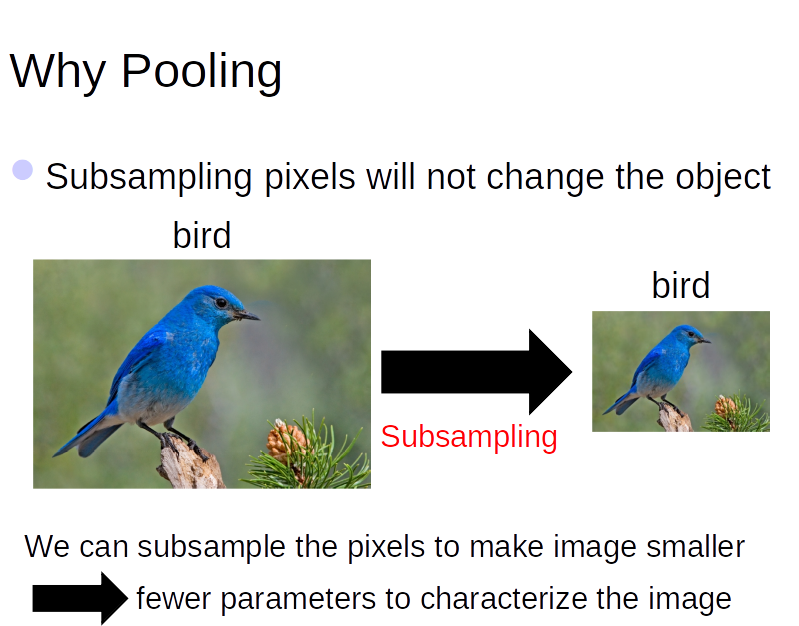 Why Pooling
Subsampling pixels will not change the object
bird
bird
Subsampling
We can subsample the pixels to make image smaller
fewer parameters to characterize the image